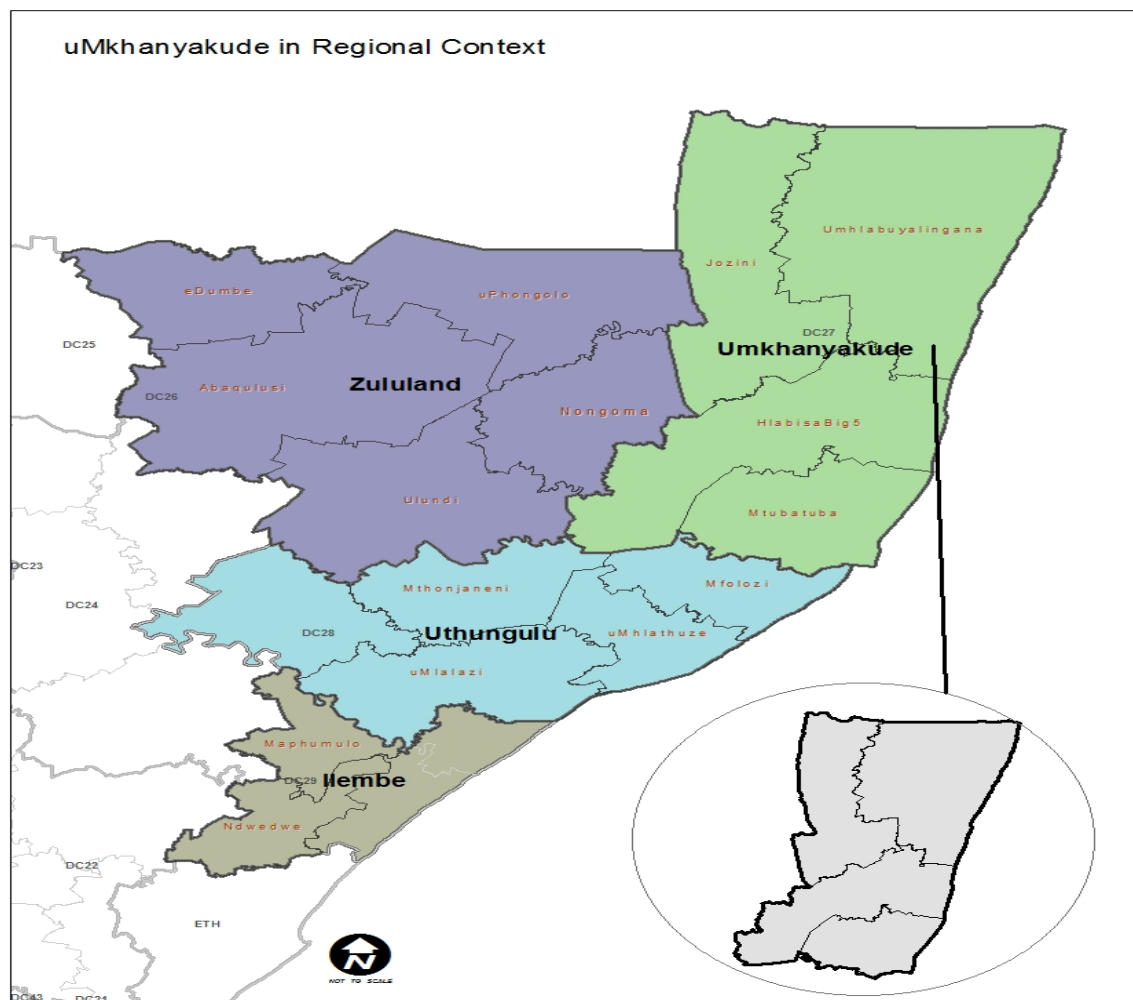 uMkhanyakude in Regional Context
Umhlabuyalingana
Jozini
eDumbe
uPhongolo
DC27
DC25
Umkhanyakude
Zululand
Abaqulusi
DC26
Nongoma
HlabisaBig5
Ulundi
Mtubatuba
DC23
Mthonjaneni
Mfolozi
DC24
DC28
Uthungulu
uMhlathuze
uMlalazi
Maphumulo
DC29
Ilembe
Ndwedwe
DC22
ETH
N
NOT TO SCALE
DC43
DC21